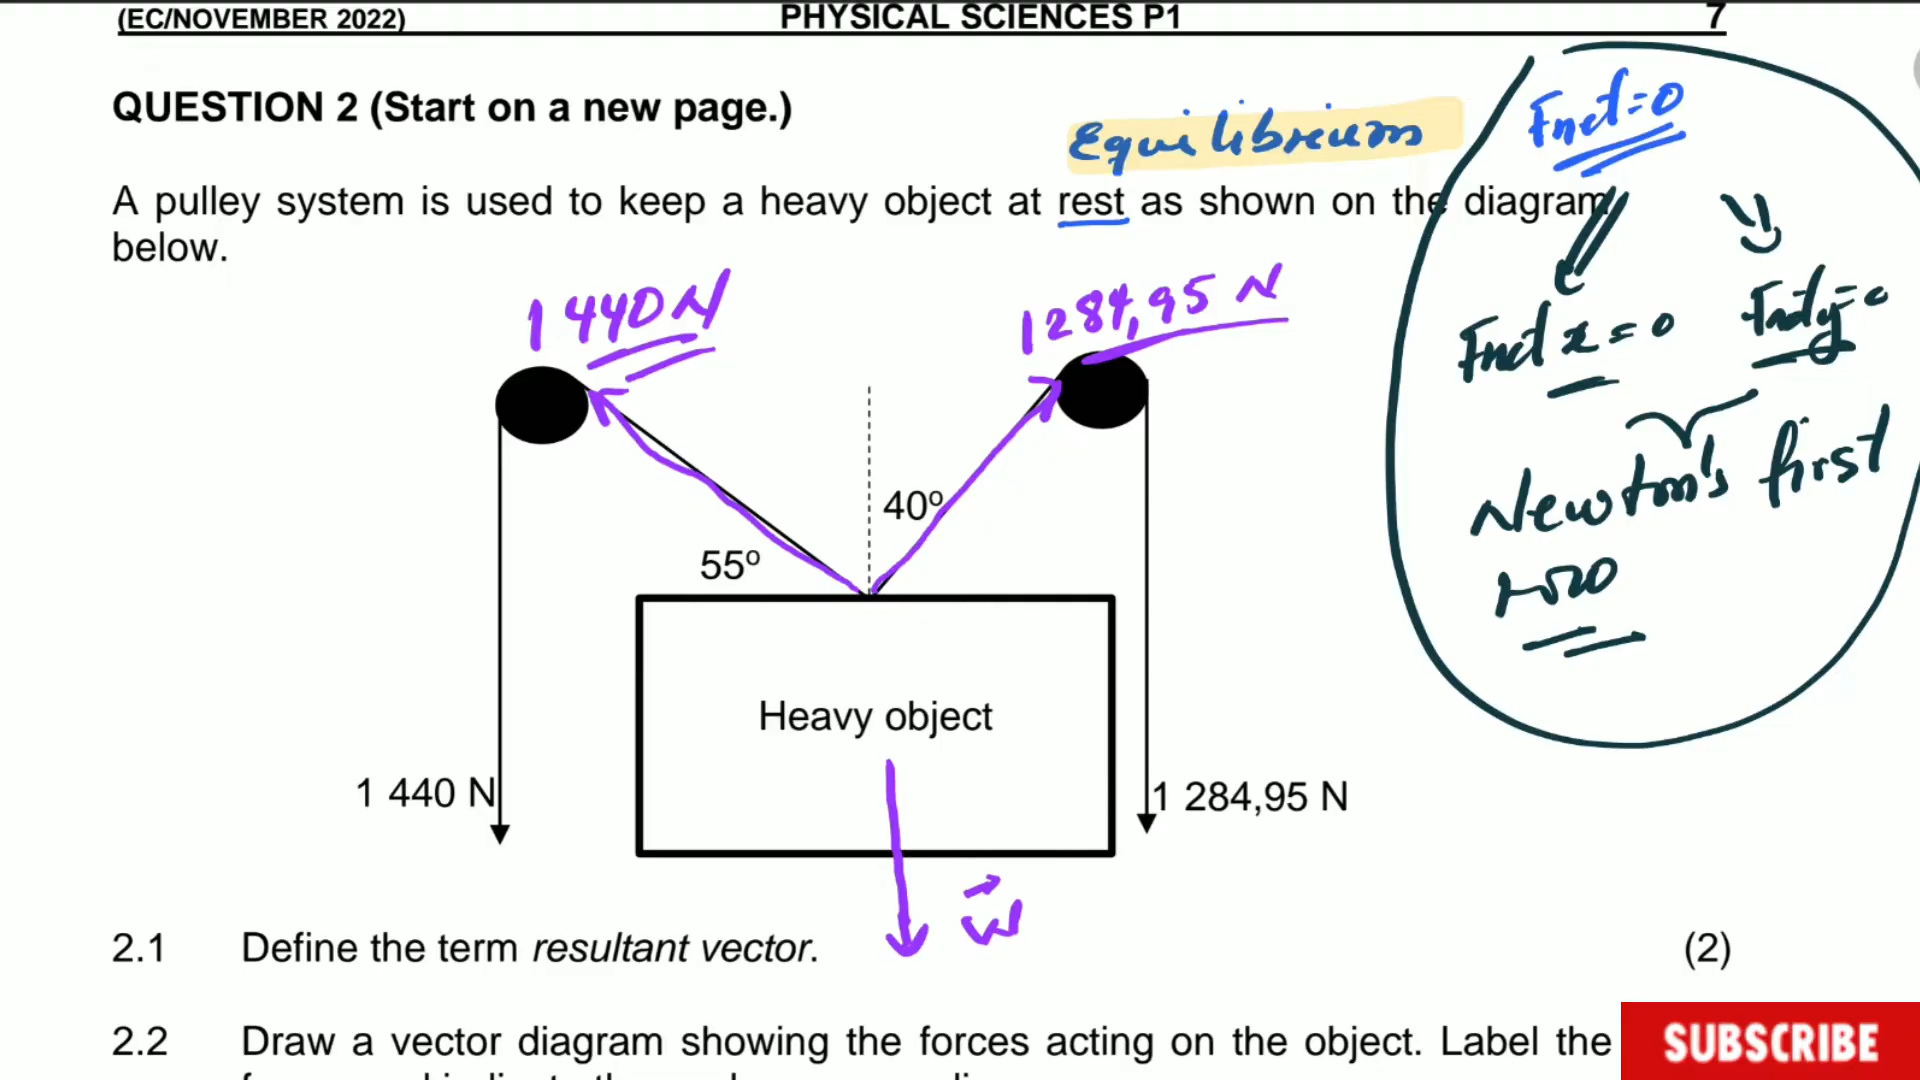 (EC/NOVEMBER 2022) PHYSICAL SCIENCES P1 7
QUESTION 2 (Start on a new page.)
Equilibrium
Fnet=0
A pulley system is used to keep a heavy object at rest as shown on the diagram
below.
1 440 N
1284,95 N
Fnet x = 0
Fnety=0
Newton's first
40º
55º
Heavy object
1 440 N
1 284,95 N
w
2.1 Define the term resultant vector. (2)
2.2 Draw a vector diagram showing the forces acting on the object. Label the
SUBSCRIBE